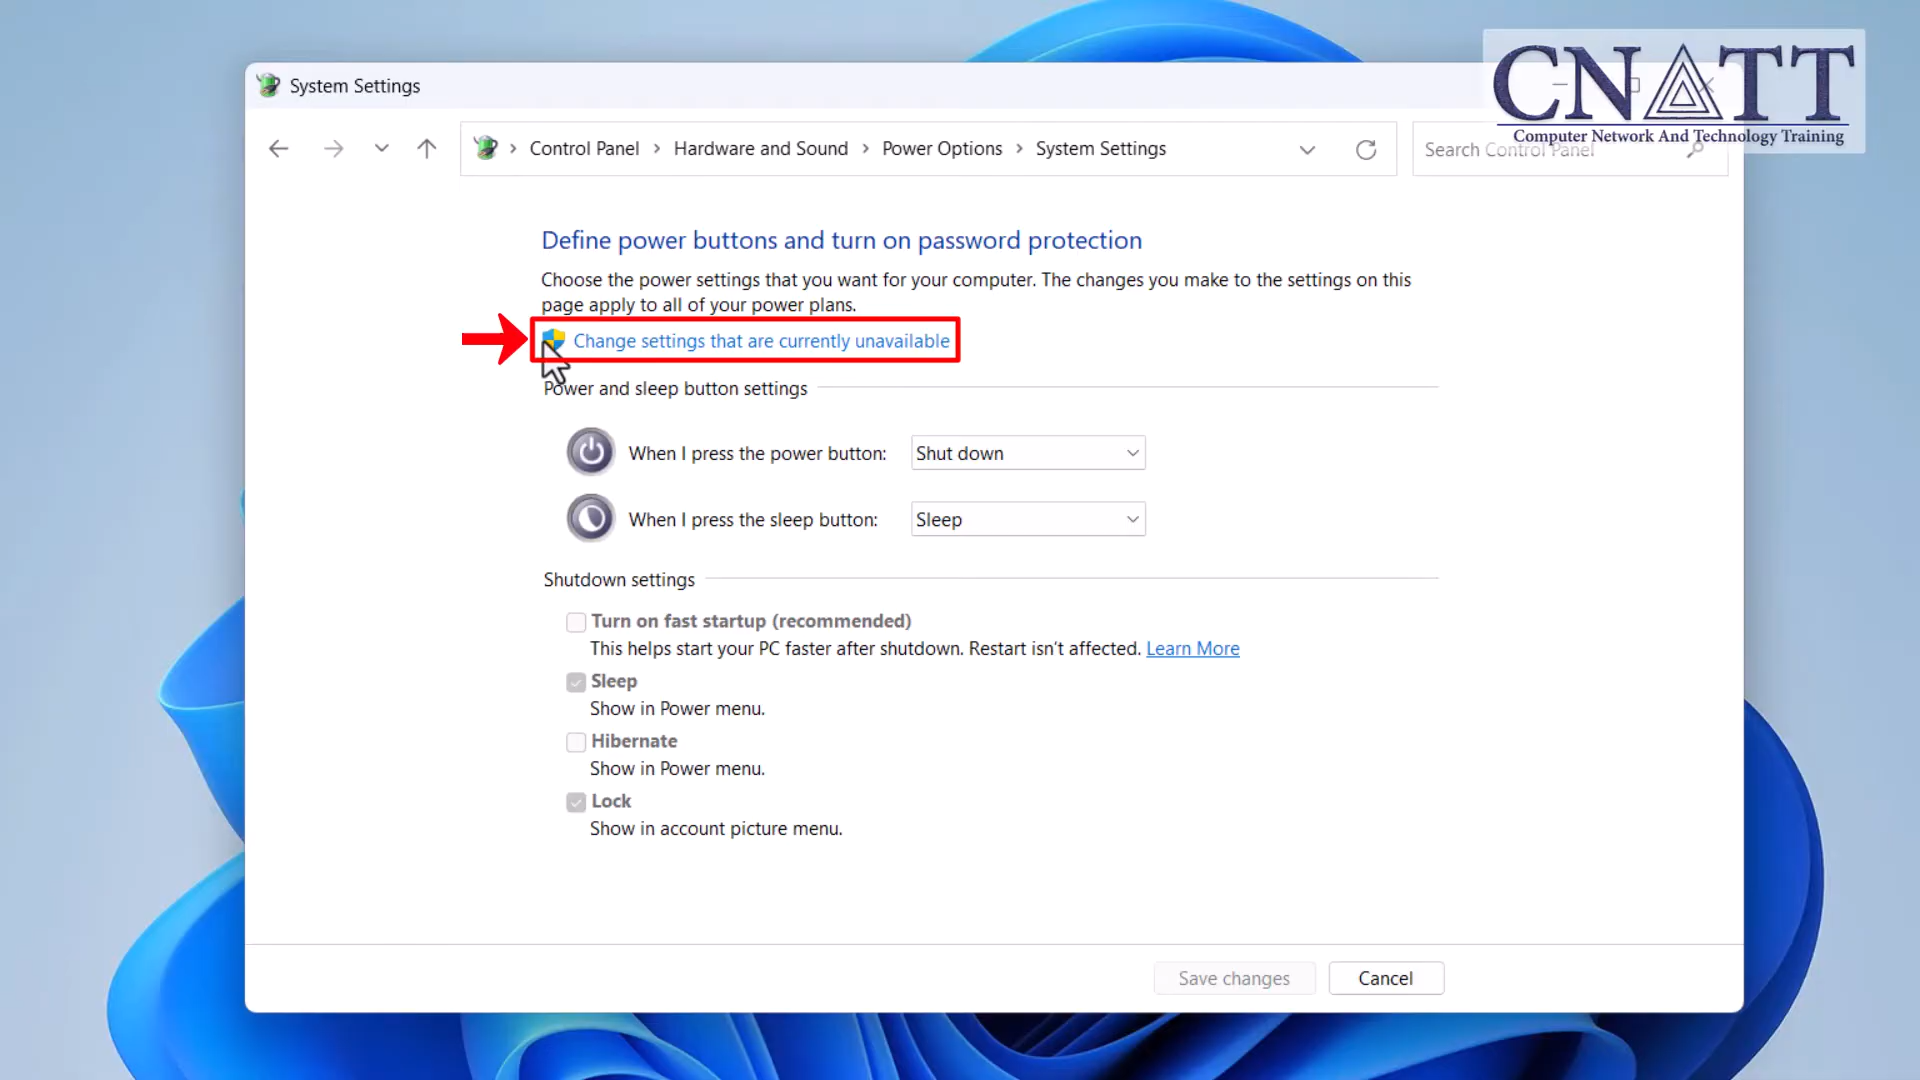 CNATT
Computer Network And Technology Training
System Settings
Control Panel > Hardware and Sound > Power Options > System Settings
Search Control Panel
Define power buttons and turn on password protection
Choose the power settings that you want for your computer. The changes you make to the settings on this
page apply to all of your power plans.
Change settings that are currently unavailable
Power and sleep button settings
When I press the power button: Shut down
When I press the sleep button: Sleep
Shutdown settings
Turn on fast startup (recommended)
This helps start your PC faster after shutdown. Restart isn't affected. Learn More
Sleep
Show in Power menu.
Hibernate
Show in Power menu.
Lock
Show in account picture menu.
Save changes Cancel